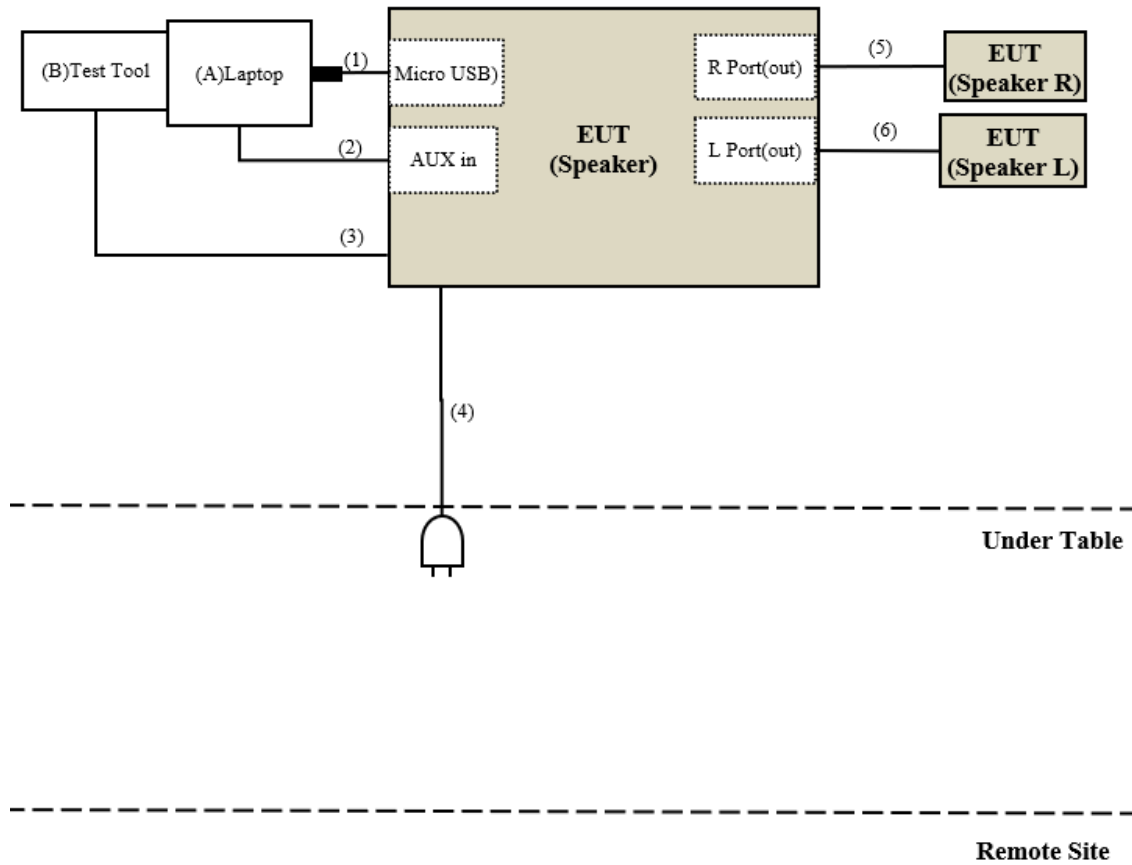 (B)Test Tool
(A)Laptop
(1)
Micro USB)
(2)
AUX in
(3)
EUT
(Speaker)
R Port(out)
L Port(out)
(5)
EUT
(Speaker R)
(6)
EUT
(Speaker L)
(4)
Under Table
Remote Site